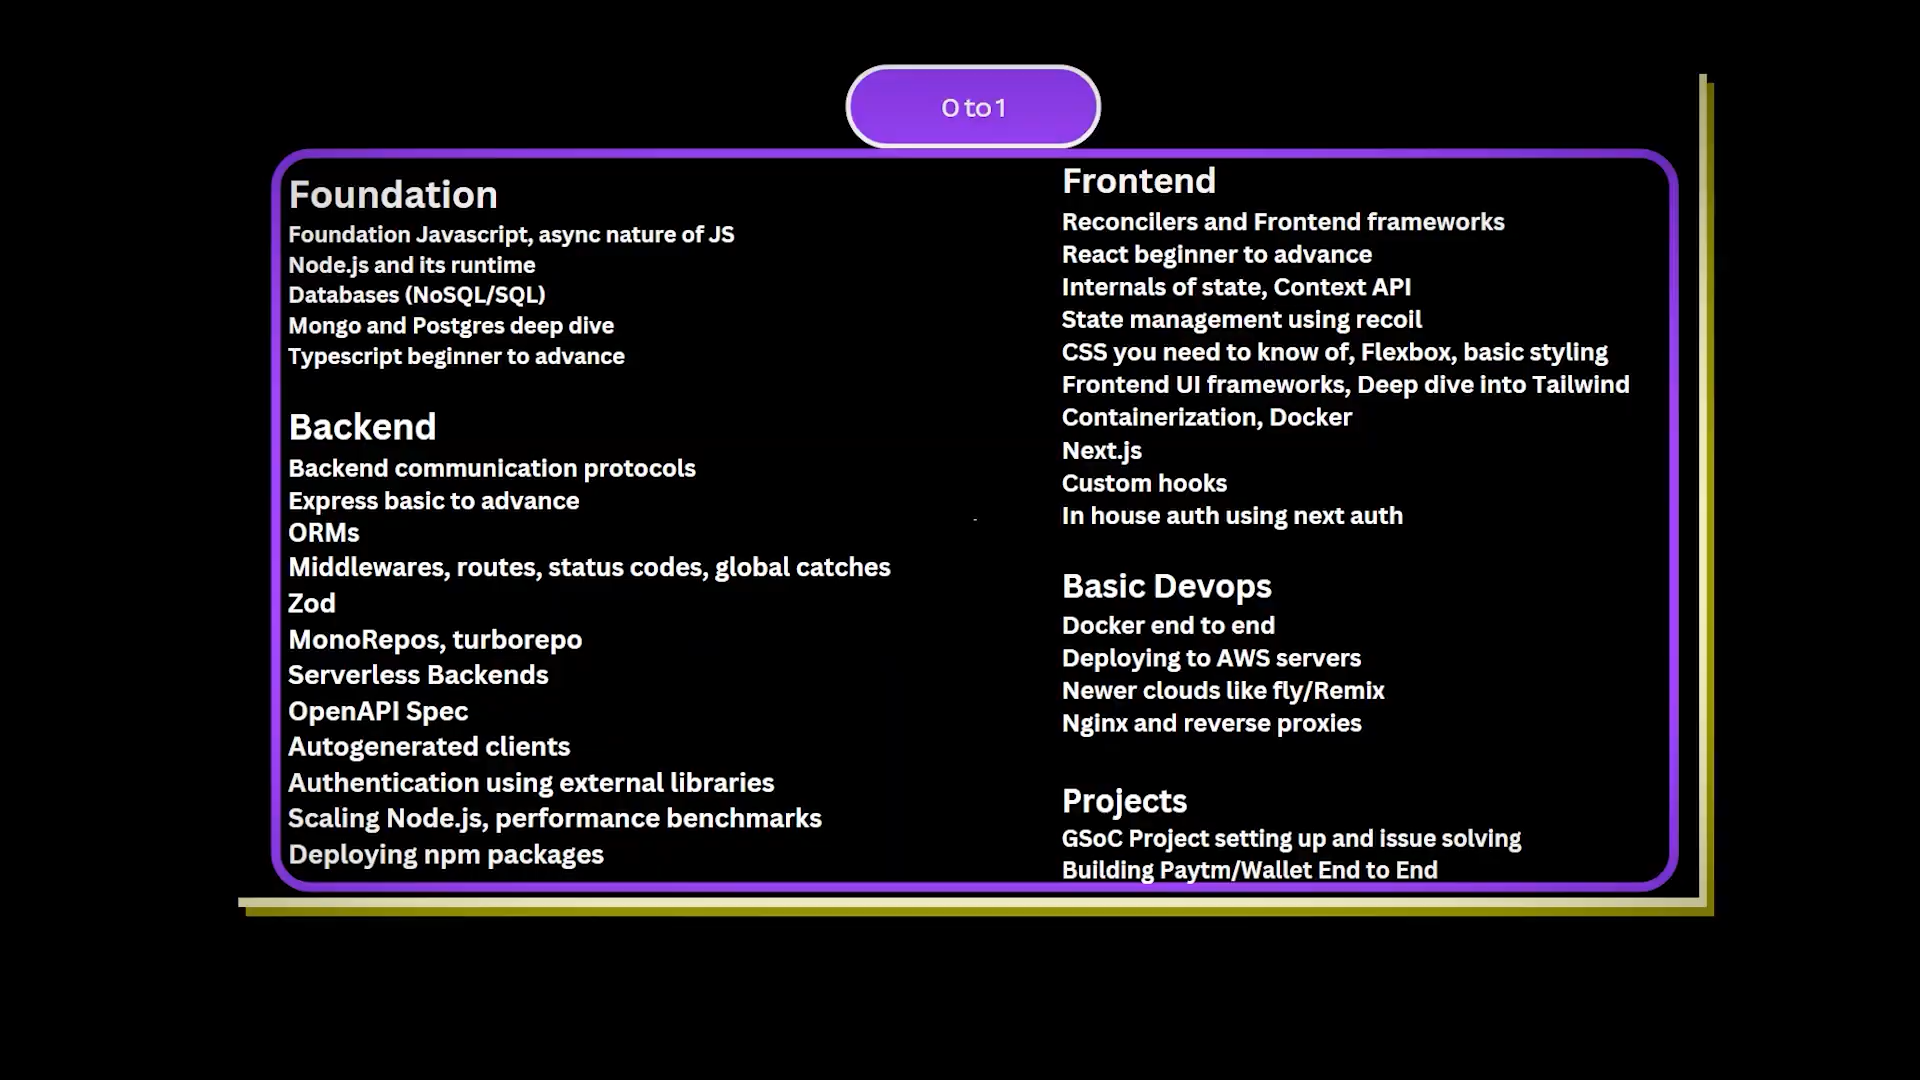 0 to 1
Foundation
Foundation Javascript, async nature of JS
Node.js and its runtime
Databases (NoSQL/SQL)
Mongo and Postgres deep dive
Typescript beginner to advance
Backend
Backend communication protocols
Express basic to advance
ORMs
Middlewares, routes, status codes, global catches
Zod
MonoRepos, turborepo
Serverless Backends
OpenAPI Spec
Autogenerated clients
Authentication using external libraries
Scaling Node.js, performance benchmarks
Deploying npm packages
Frontend
Reconcilers and Frontend frameworks
React beginner to advance
Internals of state, Context API
State management using recoil
CSS you need to know of, Flexbox, basic styling
Frontend UI frameworks, Deep dive into Tailwind
Containerization, Docker
Next.js
Custom hooks
In house auth using next auth
Basic Devops
Docker end to end
Deploying to AWS servers
Newer clouds like fly/Remix
Nginx and reverse proxies
Projects
GSoC Project setting up and issue solving
Building Paytm/Wallet End to End